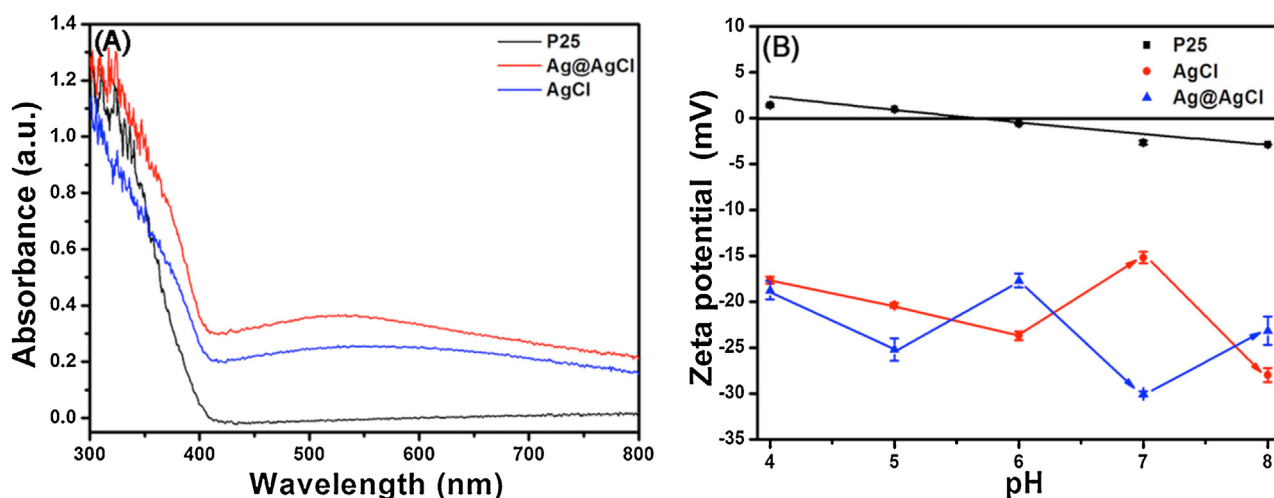 (A)
P25
Ag@AgCl
AgCl
1.4
1.2
1.0
0.8
0.6
0.4
0.2
0.0
Absorbance (a.u.)
300 400 500 600 700 800
Wavelength (nm)
(B)
P25
AgCl
Ag@AgCl
10
5
0
-5
-10
-15
-20
-25
-30
-35
Zeta potential (mV)
4 5 6 7 8
pH